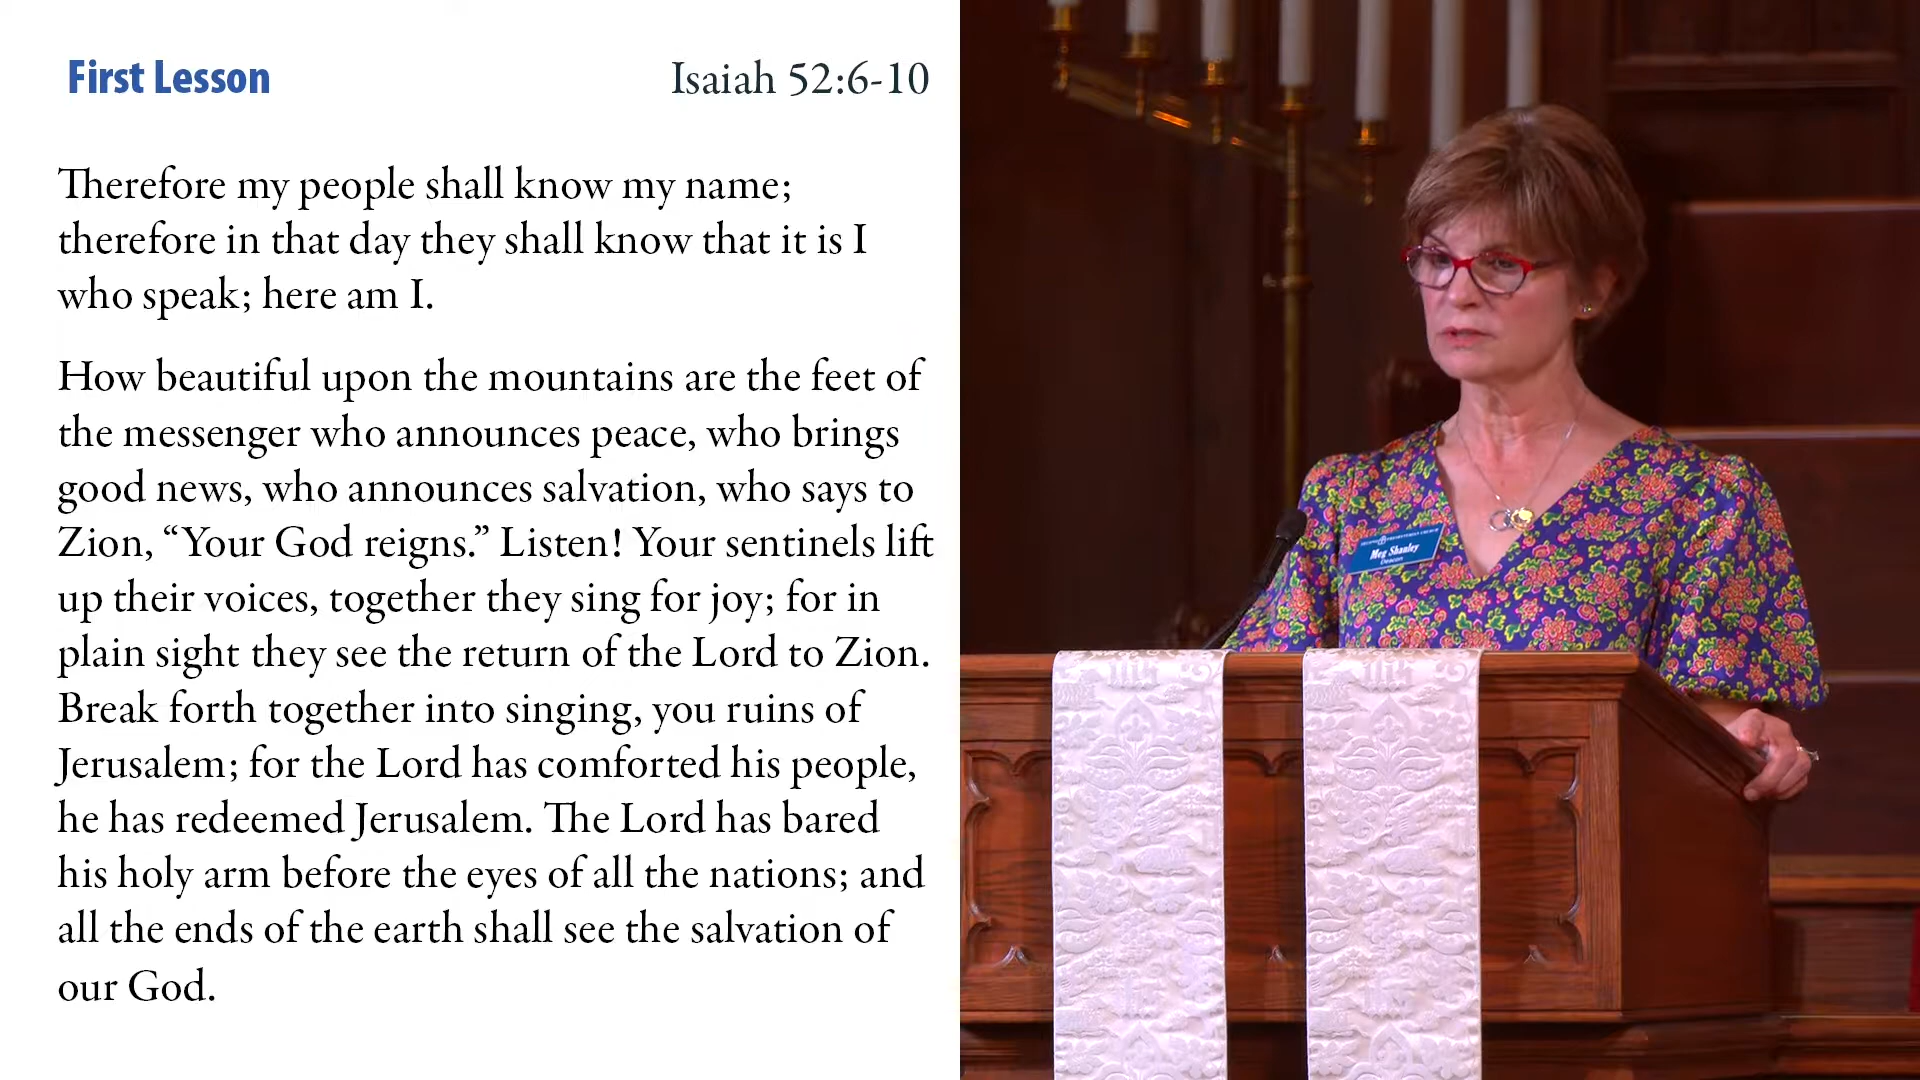 First Lesson
Isaiah 52:6-10
Therefore my people shall know my name;
therefore in that day they shall know that it is I
who speak; here am I.
How beautiful upon the mountains are the feet of
the messenger who announces peace, who brings
good news, who announces salvation, who says to
Zion, “Your God reigns.” Listen! Your sentinels lift
up their voices, together they sing for joy; for in
plain sight they see the return of the Lord to Zion.
Break forth together into singing, you ruins of
Jerusalem; for the Lord has comforted his people,
he has redeemed Jerusalem. The Lord has bared
his holy arm before the eyes of all the nations; and
all the ends of the earth shall see the salvation of
our God.
PRESBYTERIAN CHURCH
Meg Shanley
Deacon